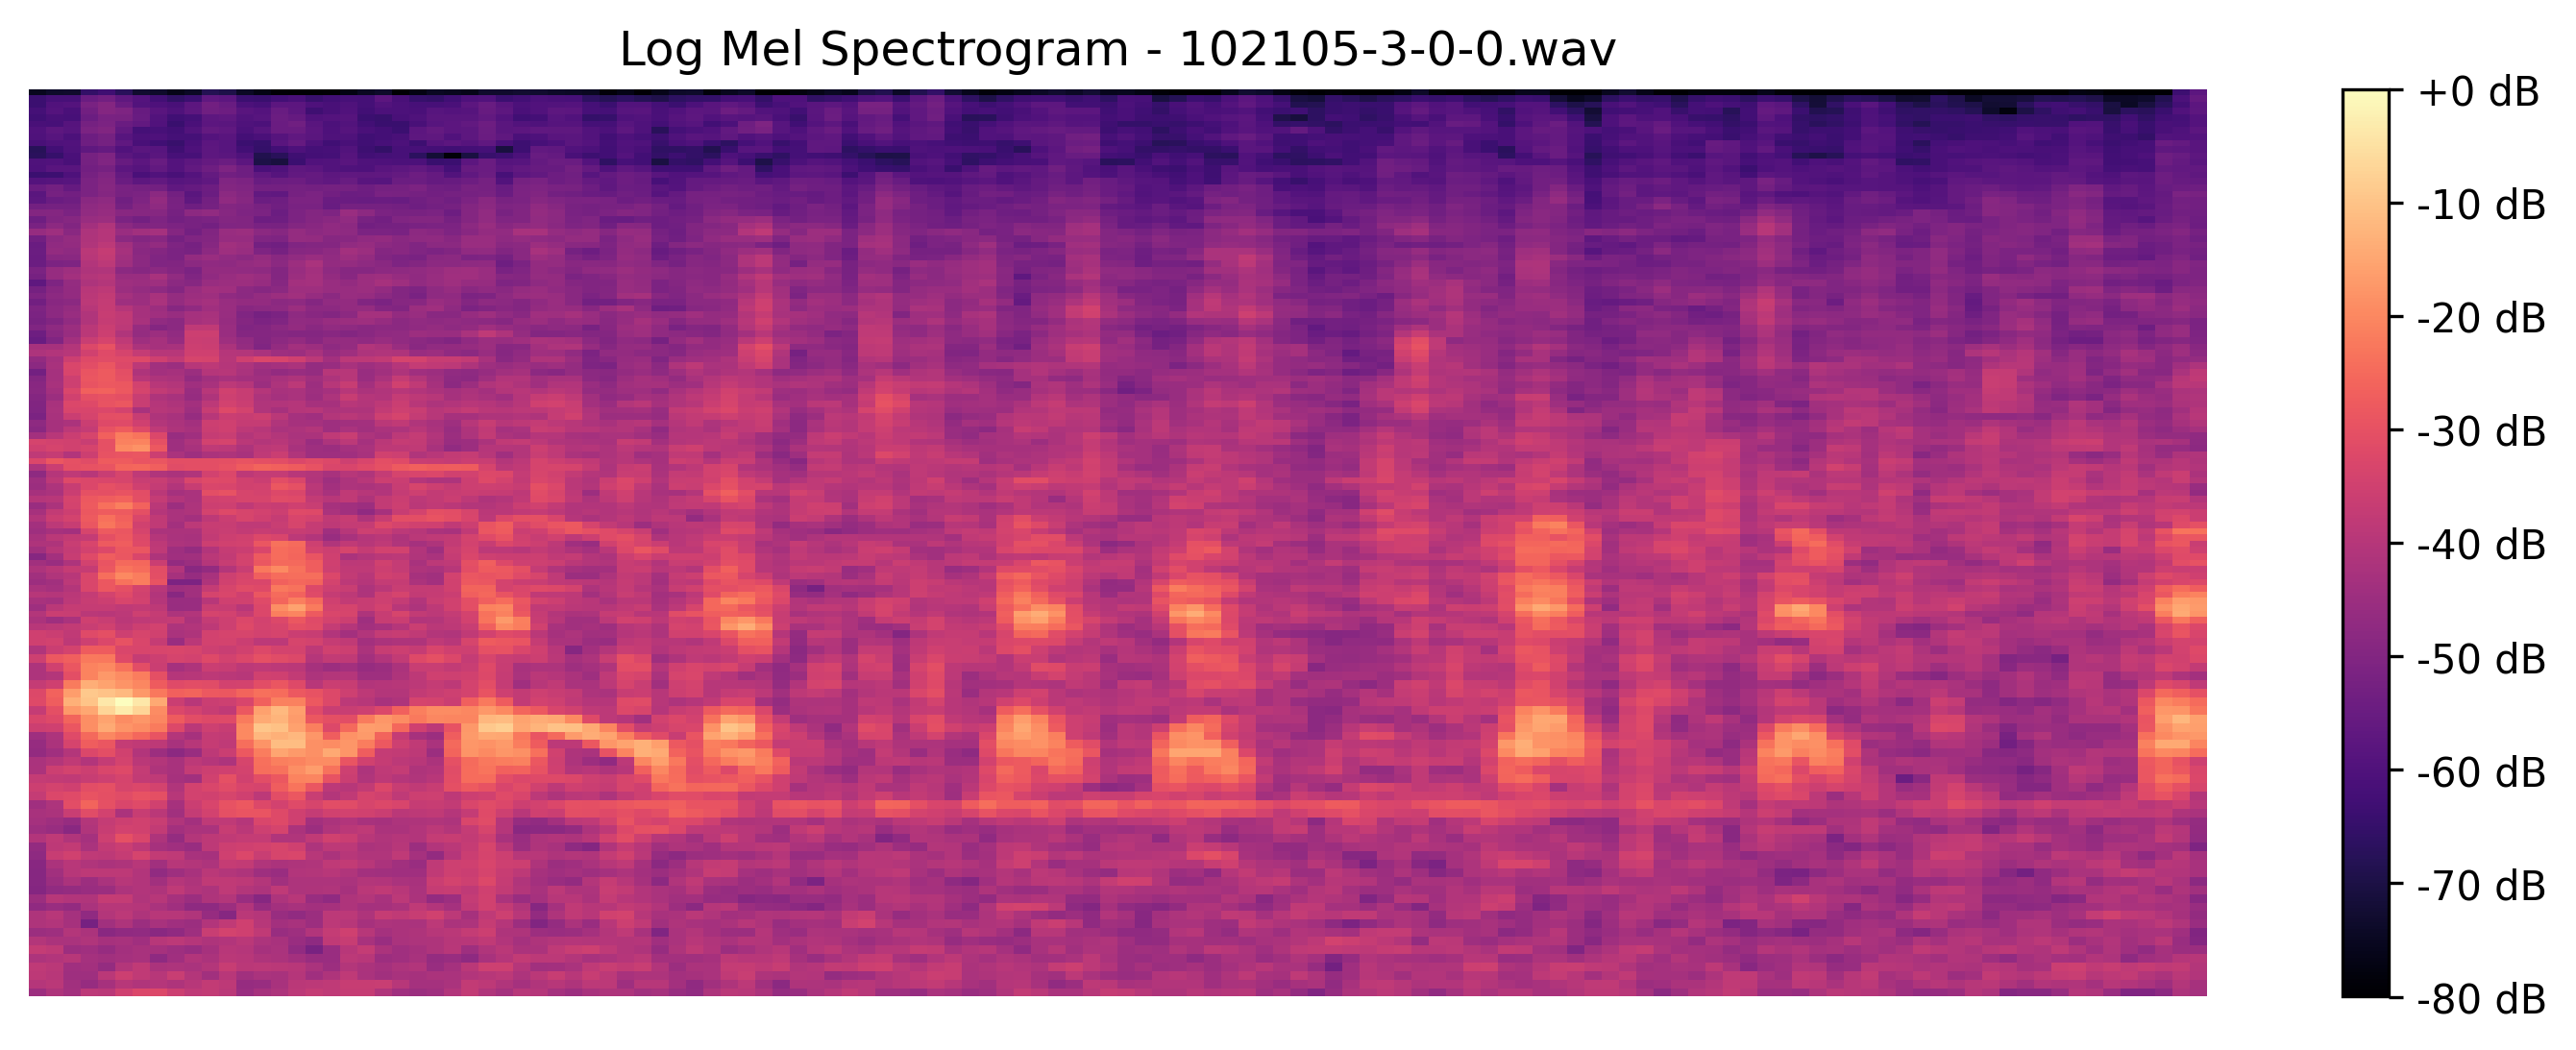 Log Mel Spectrogram - 102105-3-0-0.wav
+0 dB
-10 dB
-20 dB
-30 dB
-40 dB
-50 dB
-60 dB
-70 dB
-80 dB